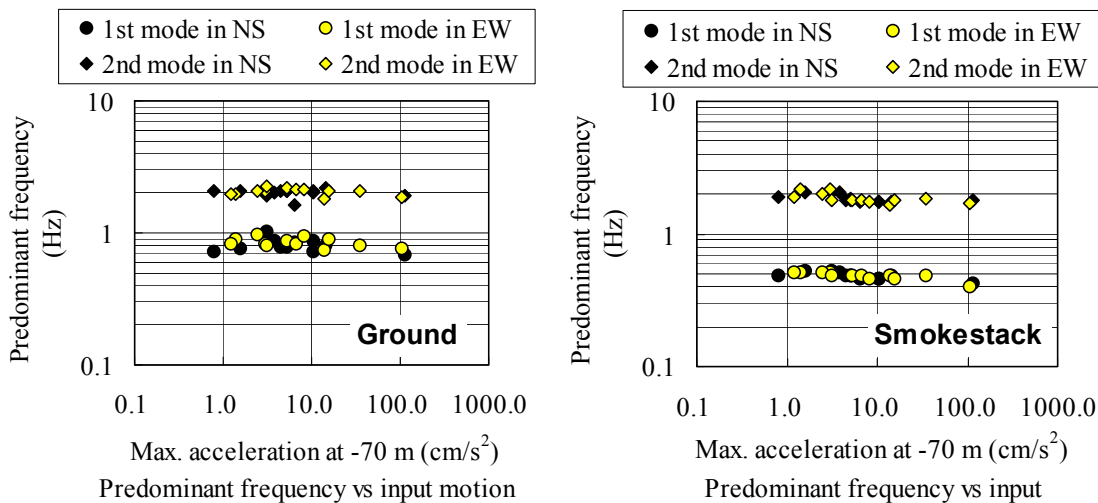 1st mode in NS 1st mode in EW
2nd mode in NS 2nd mode in EW
10
1
0.1
Predominant frequency
(Hz)
Ground
0.1 1.0 10.0 100.0 1000.0
Max. acceleration at -70 m (cm/s²)
Predominant frequency vs input motion
1st mode in NS 1st mode in EW
2nd mode in NS 2nd mode in EW
10
1
0.1
Predominant frequency
(Hz)
Smokestack
0.1 1.0 10.0 100.0 1000.0
Max. acceleration at -70 m (cm/s²)
Predominant frequency vs input